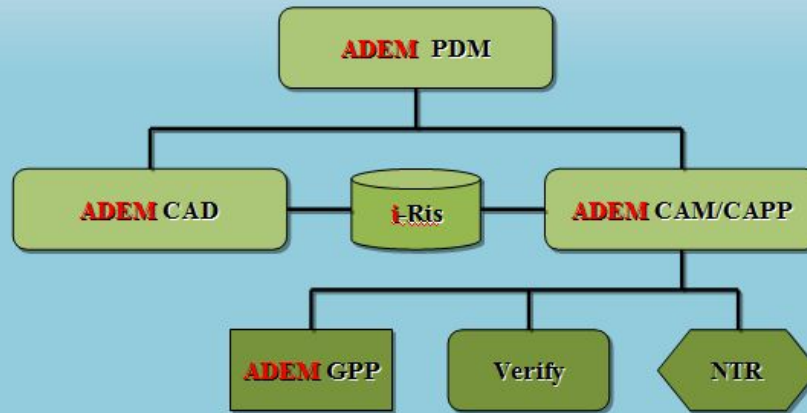 ADEM PDM
ADEM CAD
i-Ris
ADEM CAM/CAPP
ADEM GPP
Verify
NTR